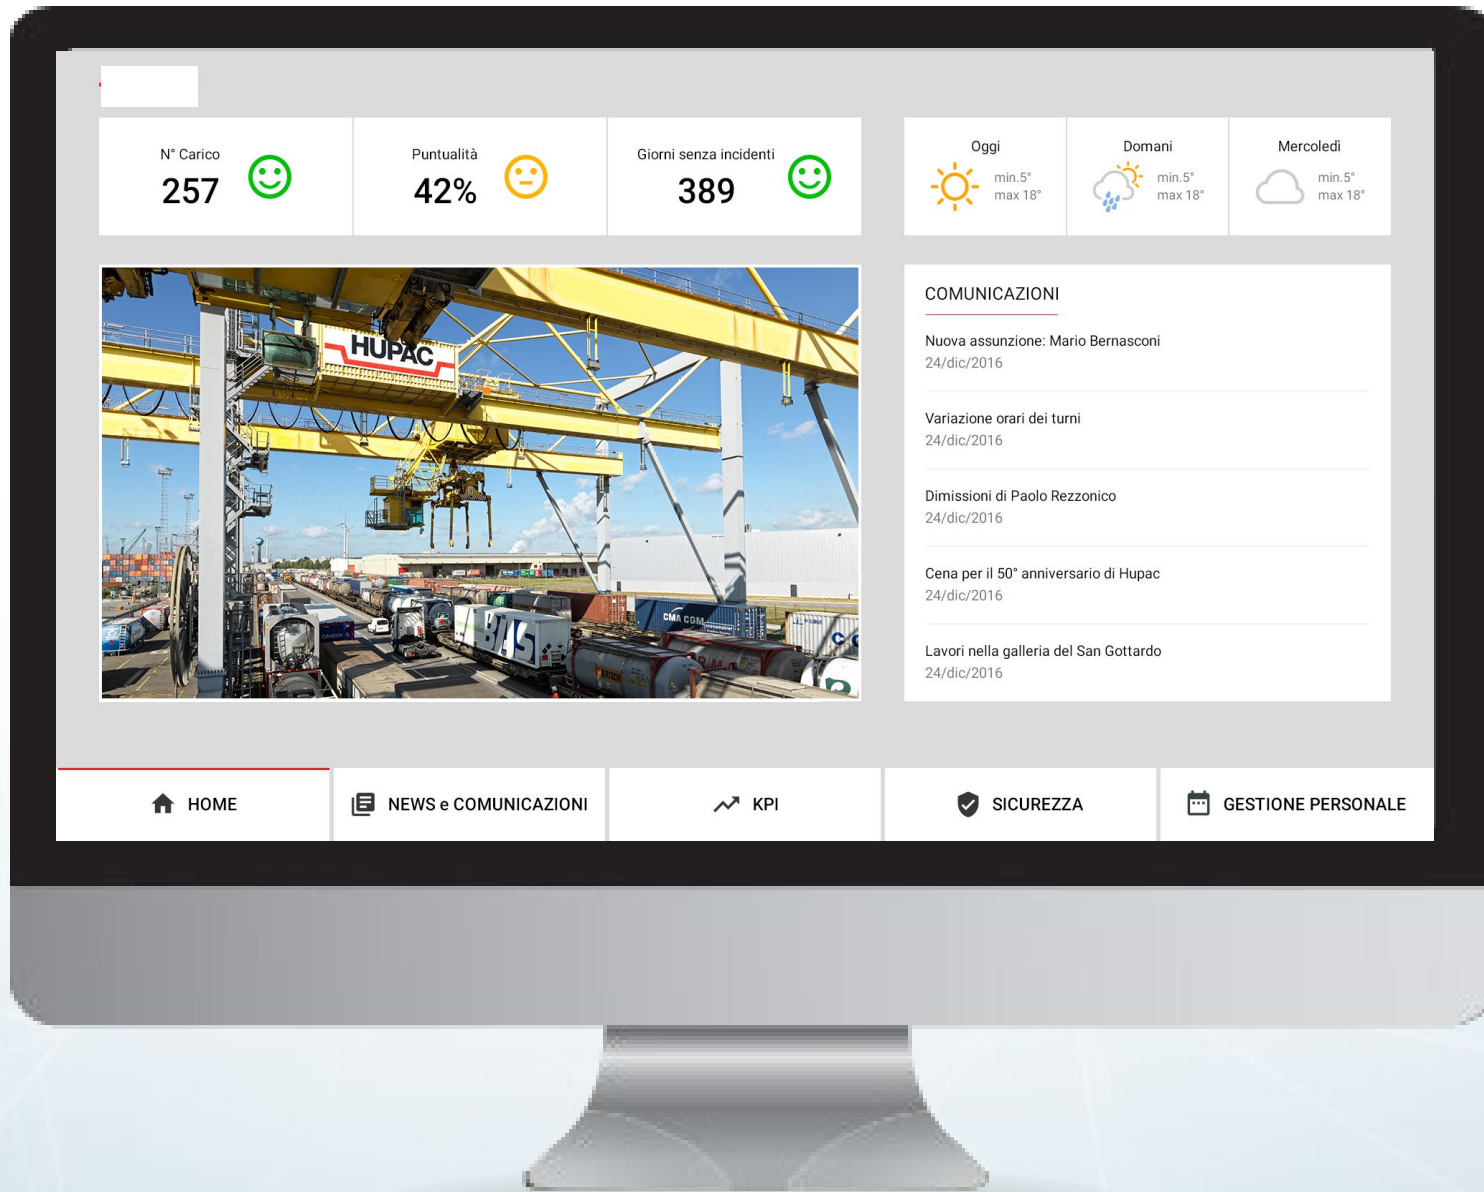 N° Carico
257
Puntualità
42%
Giorni senza incidenti
389
Oggi
min.5°
max 18°
Domani
min.5°
max 18°
Mercoledì
min.5°
max 18°
HUPAC
CMA CGM
BMS
COMUNICAZIONI
Nuova assunzione: Mario Bernasconi
24/dic/2016
Variazione orari dei turni
24/dic/2016
Dimissioni di Paolo Rezzonico
24/dic/2016
Cena per il 50° anniversario di Hupac
24/dic/2016
Lavori nella galleria del San Gottardo
24/dic/2016
HOME
NEWS e COMUNICAZIONI
KPI
SICUREZZA
GESTIONE PERSONALE